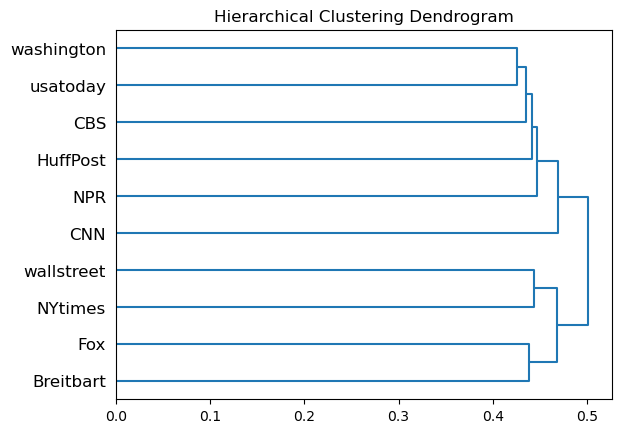 Hierarchical Clustering Dendrogram
washington
usatoday
CBS
HuffPost
NPR
CNN
wallstreet
NYtimes
Fox
Breitbart
0.0 0.1 0.2 0.3 0.4 0.5